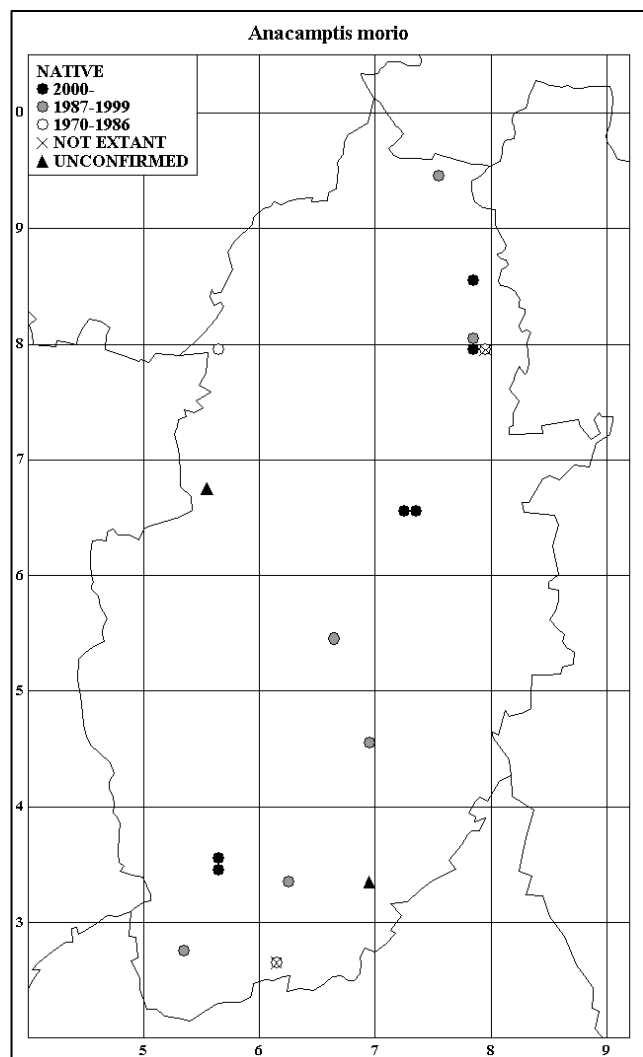 Anacamptis morio
NATIVE
2000-
1987-1999
1970-1986
NOT EXTANT
UNCONFIRMED
0
9
8
7
6
5
4
3
5 6 7 8 9